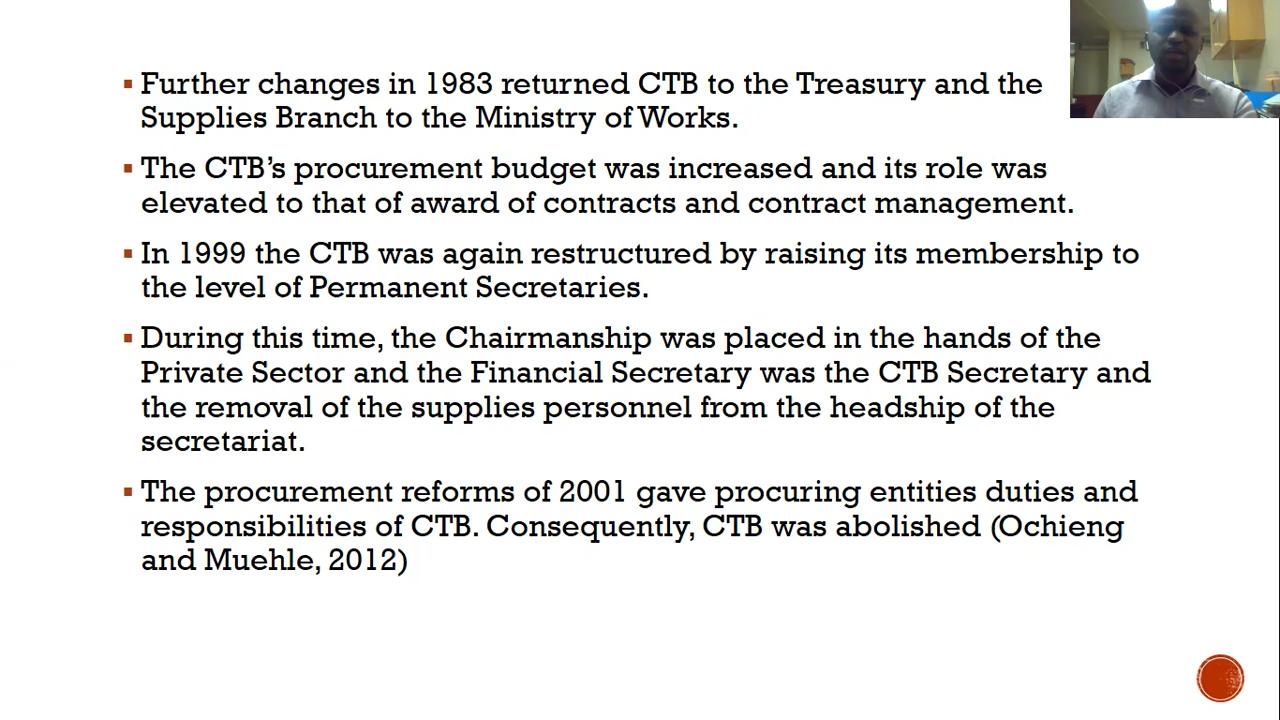 ▪ Further changes in 1983 returned CTB to the Treasury and the
Supplies Branch to the Ministry of Works.
▪ The CTB’s procurement budget was increased and its role was
elevated to that of award of contracts and contract management.
▪ In 1999 the CTB was again restructured by raising its membership to
the level of Permanent Secretaries.
▪ During this time, the Chairmanship was placed in the hands of the
Private Sector and the Financial Secretary was the CTB Secretary and
the removal of the supplies personnel from the headship of the
secretariat.
▪ The procurement reforms of 2001 gave procuring entities duties and
responsibilities of CTB. Consequently, CTB was abolished (Ochieng
and Muehle, 2012)